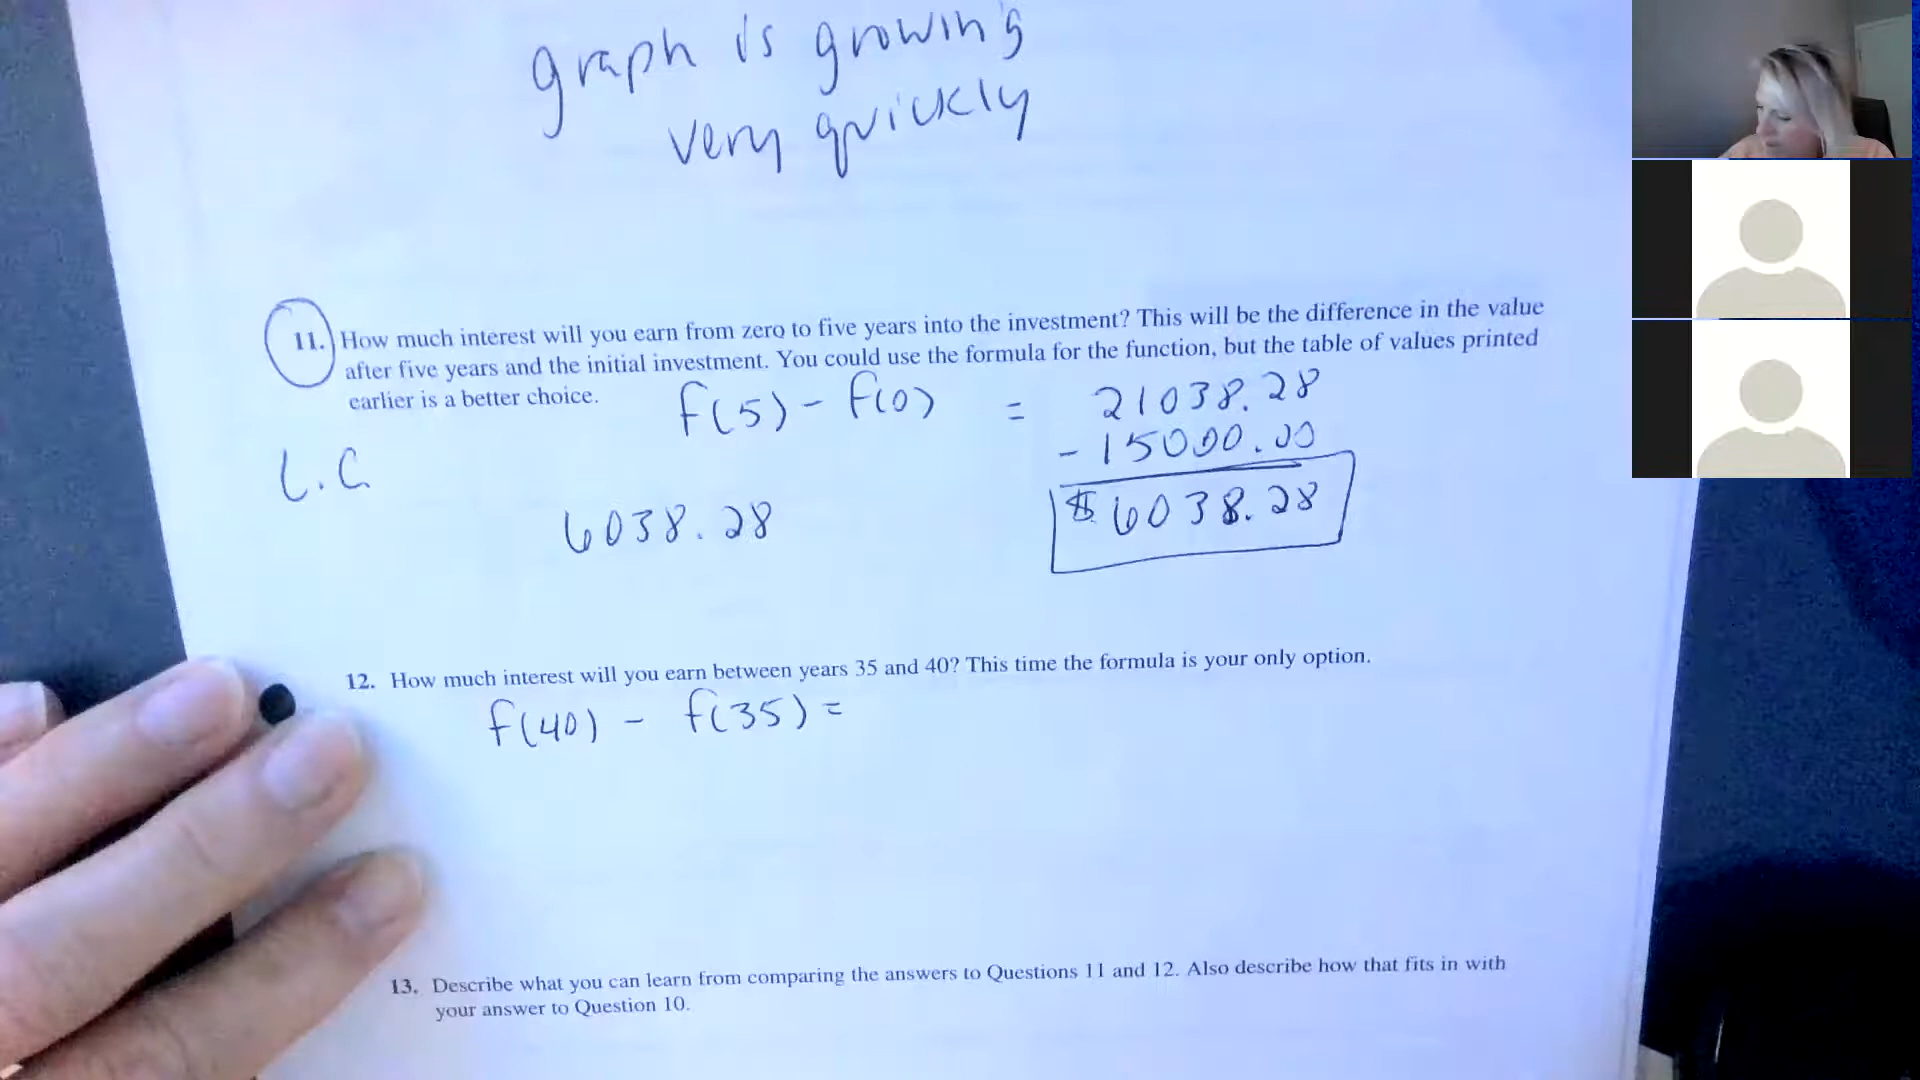 graph is growing
very quickly
11. How much interest will you earn from zero to five years into the investment? This will be the difference in the value
after five years and the initial investment. You could use the formula for the function, but the table of values printed
earlier is a better choice.
f(5) - f(0) = 21038.28
- 15000.00
$6038.28
6038.28
12. How much interest will you earn between years 35 and 40? This time the formula is your only option.
f(40) - f(35) =
13. Describe what you can learn from comparing the answers to Questions 11 and 12. Also describe how that fits in with
your answer to Question 10.